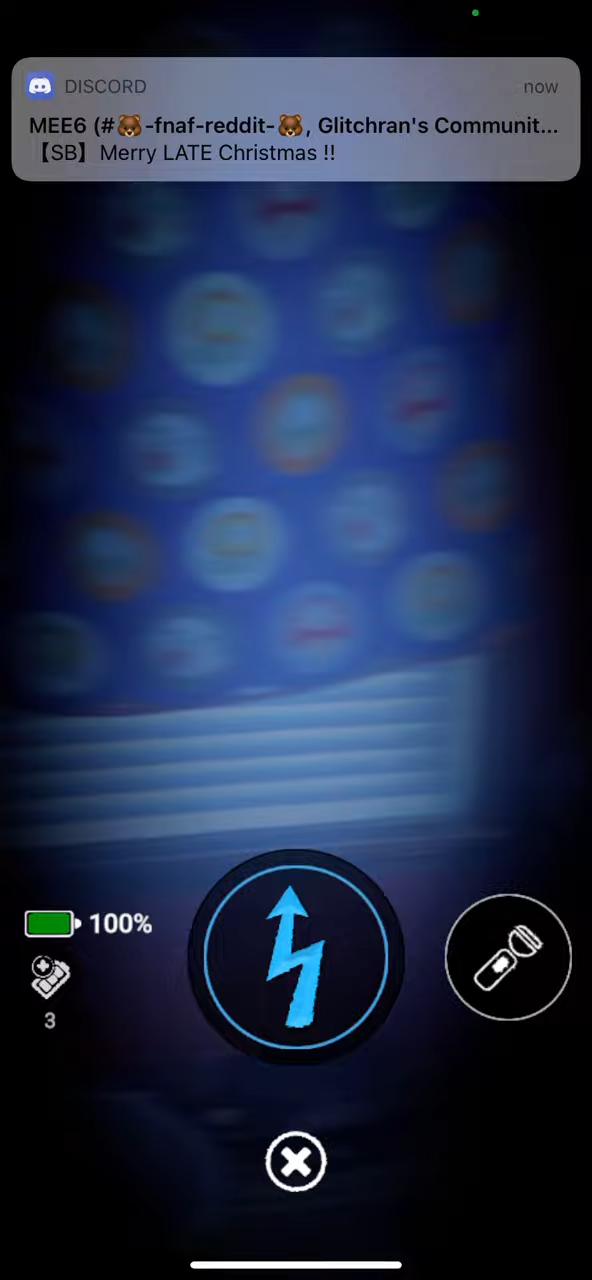 DISCORD
now
MEE6 (#🐻-fnaf-reddit-🐻, Glitchran's Communit...
【SB】Merry LATE Christmas !!
100%
3